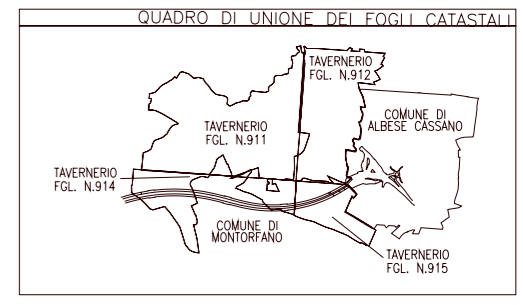 QUADRO DI UNIONE DEI FOGLI CATASTALI
TAVERNERIO
FGL. N.912
COMUNE DI
ALBESE CASSANO
TAVERNERIO
FGL. N.911
TAVERNERIO
FGL. N.914
COMUNE DI
MONTORFANO
TAVERNERIO
FGL. N.915